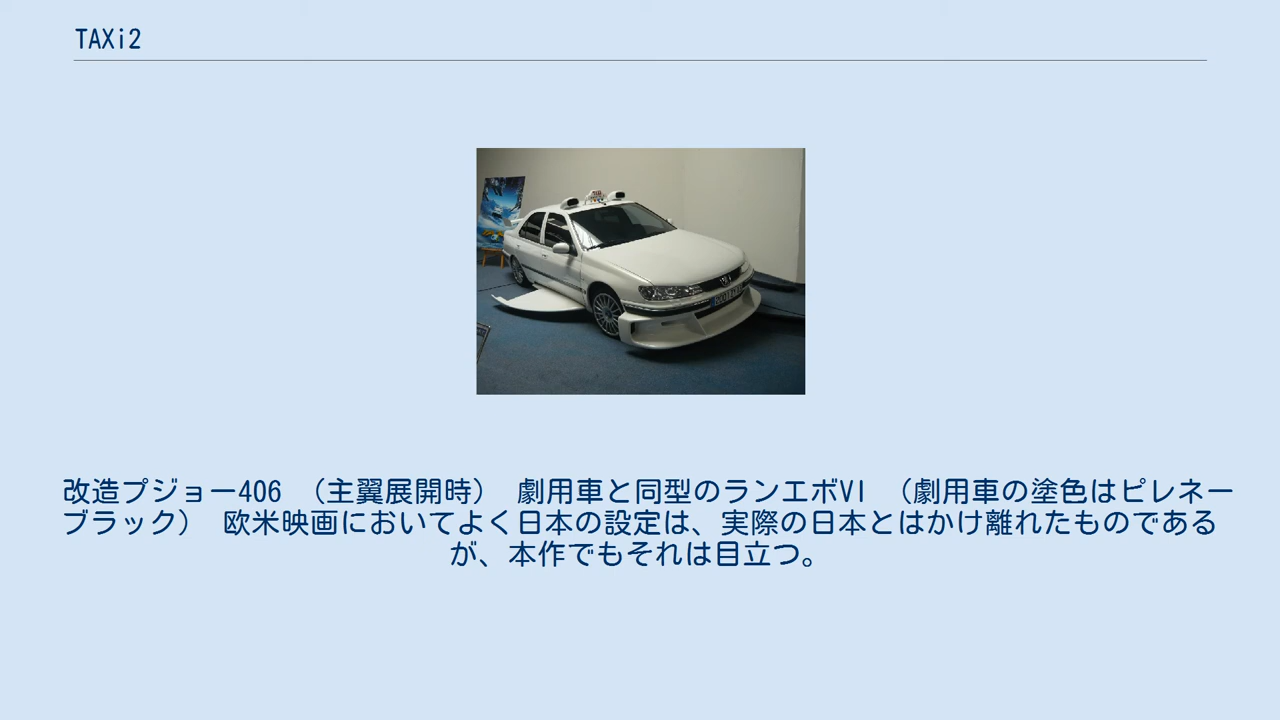 TAXi2
改造プジョー406 （主翼展開時） 劇用車と同型のランエボVI （劇用車の塗色はピレネー
ブラック） 欧米映画においてよく日本の設定は、実際の日本とはかけ離れたものである
が、本作でもそれは目立つ。